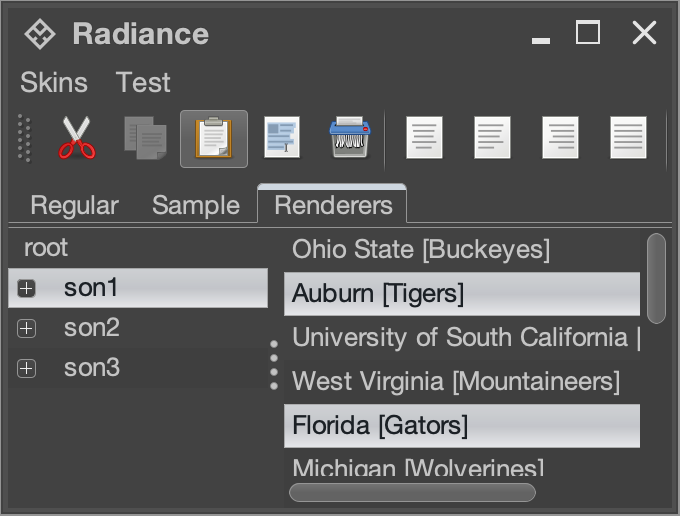 Radiance
Skins Test
Regular Sample Renderers
root
son1
son2
son3
Ohio State [Buckeyes]
Auburn [Tigers]
University of South California [
West Virginia [Mountaineers]
Florida [Gators]
Michigan [Wolverines]